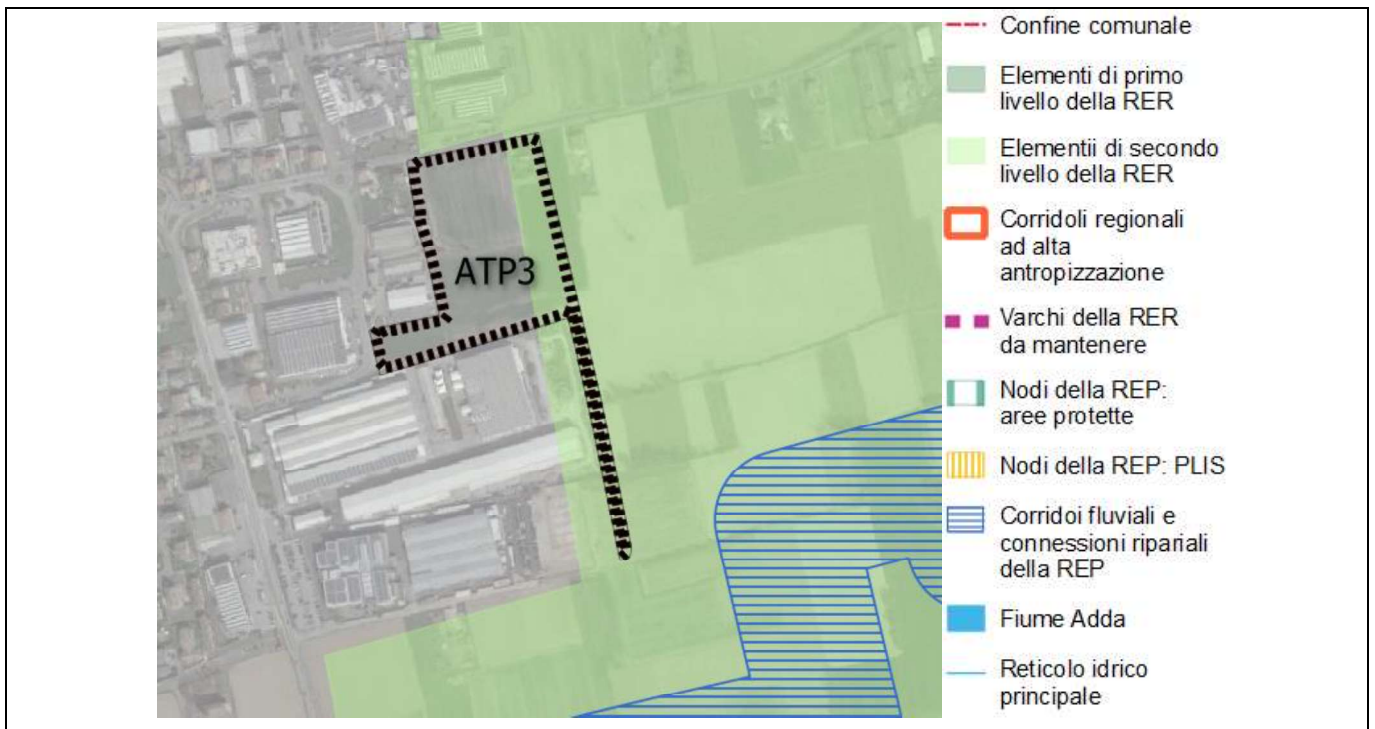 ATP3
Confine comunale
Elementi di primo
livello della RER
Elementii di secondo
livello della RER
Corridoli regionali
ad alta
antropizzazione
Varchi della RER
da mantenere
Nodi della REP:
aree protette
Nodi della REP: PLIS
Corridoi fluviali e
connessioni ripariali
della REP
Fiume Adda
Reticolo idrico
principale